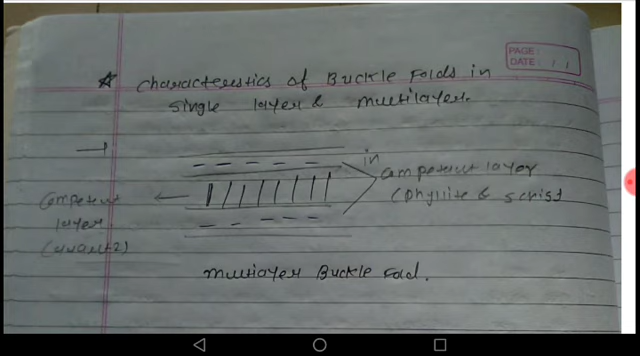 PAGE:
DATE: / /
Characteristics of Buckle Folds in
single layer & multilayer.
in
competent layer
(phyllite & schist)
competent
layer
(quartz)
multilayer Buckle Fold.